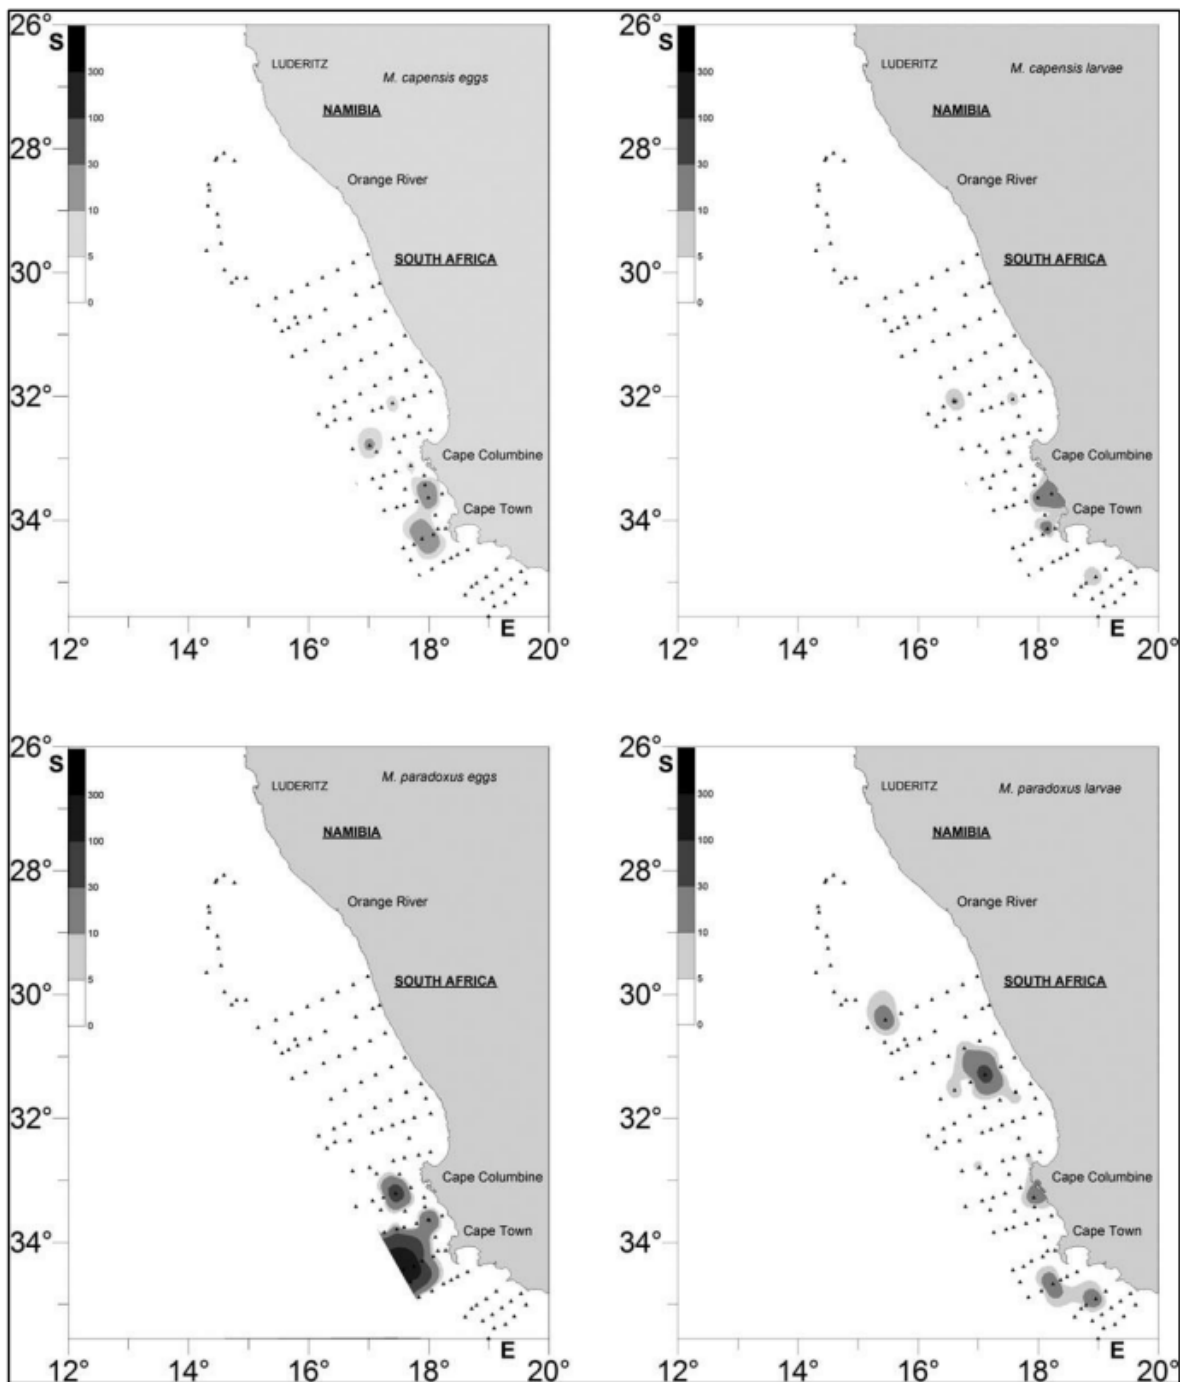 26°
S
300
100
30
10
5
0
28°
30°
32°
34°
LUDERITZ
M. capensis eggs
NAMIBIA
Orange River
SOUTH AFRICA
Cape Columbine
Cape Town
E
12° 14° 16° 18° 20°
26°
S
300
100
30
10
5
0
28°
30°
32°
34°
LUDERITZ
M. capensis larvae
NAMIBIA
Orange River
SOUTH AFRICA
Cape Columbine
Cape Town
E
12° 14° 16° 18° 20°
26°
S
300
100
30
10
5
0
28°
30°
32°
34°
LUDERITZ
M. paradoxus eggs
NAMIBIA
Orange River
SOUTH AFRICA
Cape Columbine
Cape Town
E
12° 14° 16° 18° 20°
26°
S
300
100
30
10
5
0
28°
30°
32°
34°
LUDERITZ
M. paradoxus larvae
NAMIBIA
Orange River
SOUTH AFRICA
Cape Columbine
Cape Town
E
12° 14° 16° 18° 20°